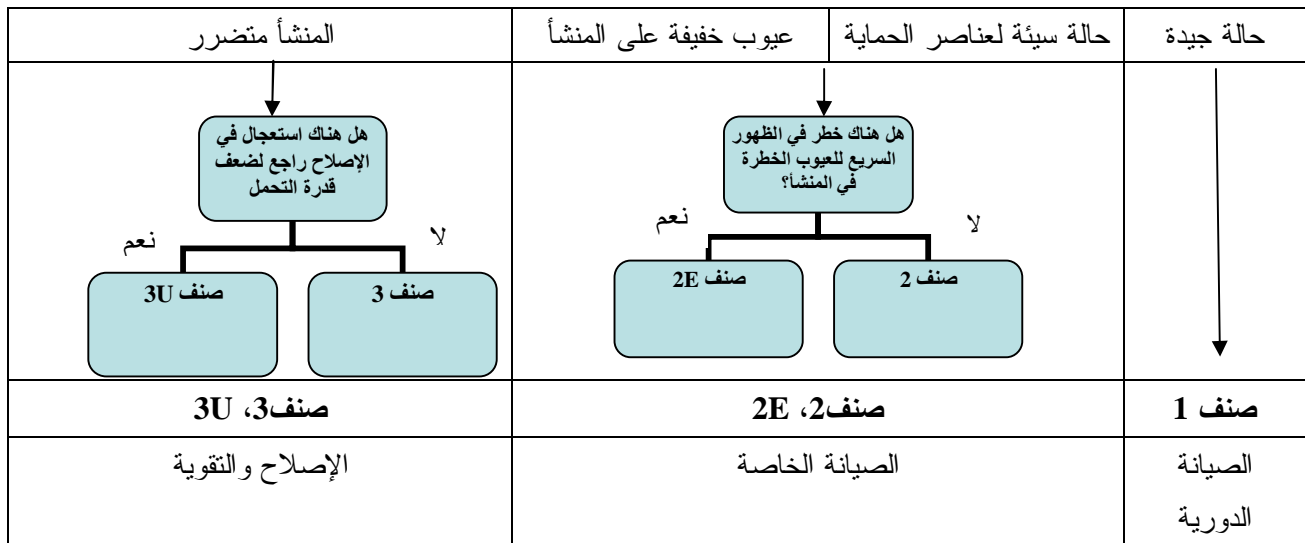 حالة جيدة
حالة سيئة لعناصر الحماية
عيوب خفيفة على المنشأ
المنشأ متضرر
هل هناك خطر في الظهور
السريع للعيوب الخطرة
في المنشأ؟
لا
نعم
صنف 2
صنف 2E
هل هناك استعجال في
الإصلاح راجع لضعف
قدرة التحمل
لا
نعم
صنف 3
صنف 3U
صنف 1
صنف2، 2E
صنف3، 3U
الصيانة
الدورية
الصيانة الخاصة
الإصلاح والتقوية